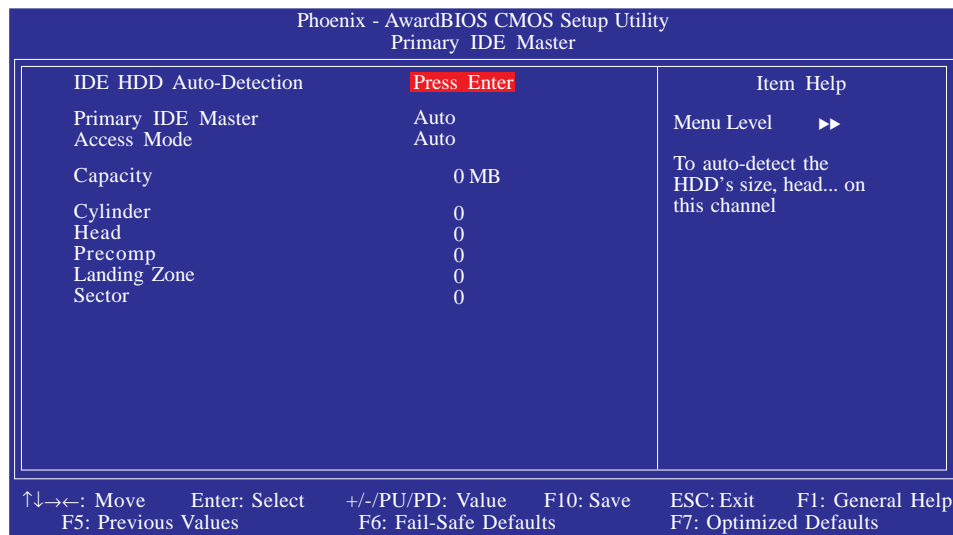 Phoenix - AwardBIOS CMOS Setup Utility
Primary IDE Master
IDE HDD Auto-Detection Press Enter
Primary IDE Master Auto
Access Mode Auto
Capacity 0 MB
Cylinder 0
Head 0
Precomp 0
Landing Zone 0
Sector 0
Item Help
Menu Level ►►
To auto-detect the
HDD's size, head... on
this channel
↑↓→←: Move Enter: Select +/-/PU/PD: Value F10: Save ESC: Exit F1: General Help
F5: Previous Values F6: Fail-Safe Defaults F7: Optimized Defaults